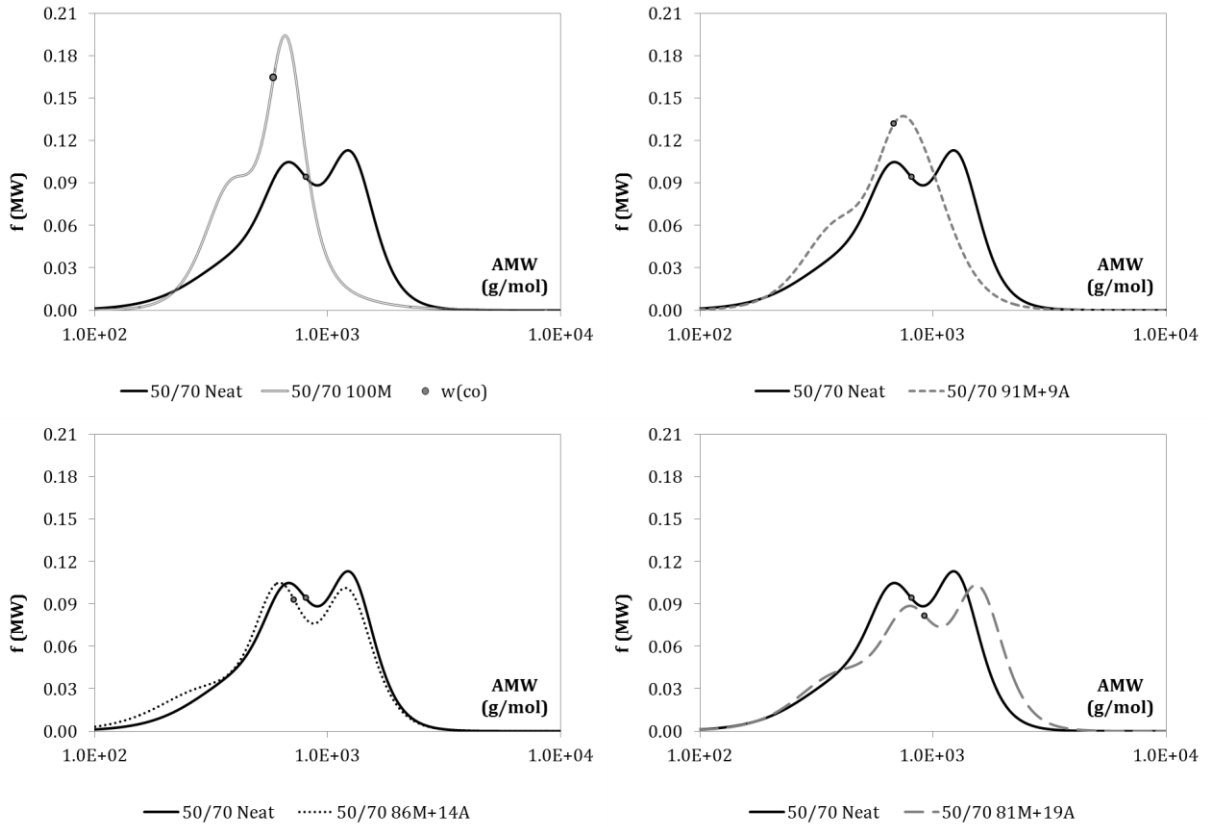 0.21
0.18
0.15
0.12
0.09
0.06
0.03
0.00
f (MW)
AMW
(g/mol)
1.0E+02 1.0E+03 1.0E+04
50/70 Neat 50/70 100M w(co)
0.21
0.18
0.15
0.12
0.09
0.06
0.03
0.00
f (MW)
AMW
(g/mol)
1.0E+02 1.0E+03 1.0E+04
50/70 Neat 50/70 91M+9A
0.21
0.18
0.15
0.12
0.09
0.06
0.03
0.00
f (MW)
AMW
(g/mol)
1.0E+02 1.0E+03 1.0E+04
50/70 Neat 50/70 86M+14A
0.21
0.18
0.15
0.12
0.09
0.06
0.03
0.00
f (MW)
AMW
(g/mol)
1.0E+02 1.0E+03 1.0E+04
50/70 Neat 50/70 81M+19A